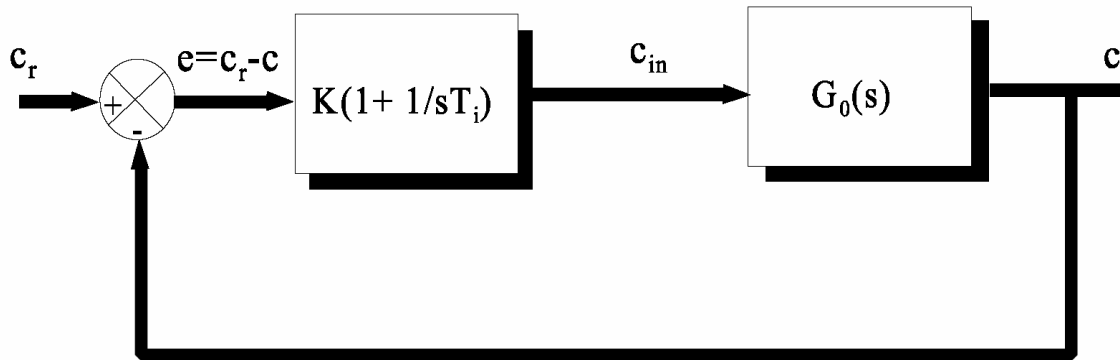 c_r
+
-
e=c_r-c
K(1+ 1/sT_i)
c_in
G_0(s)
c